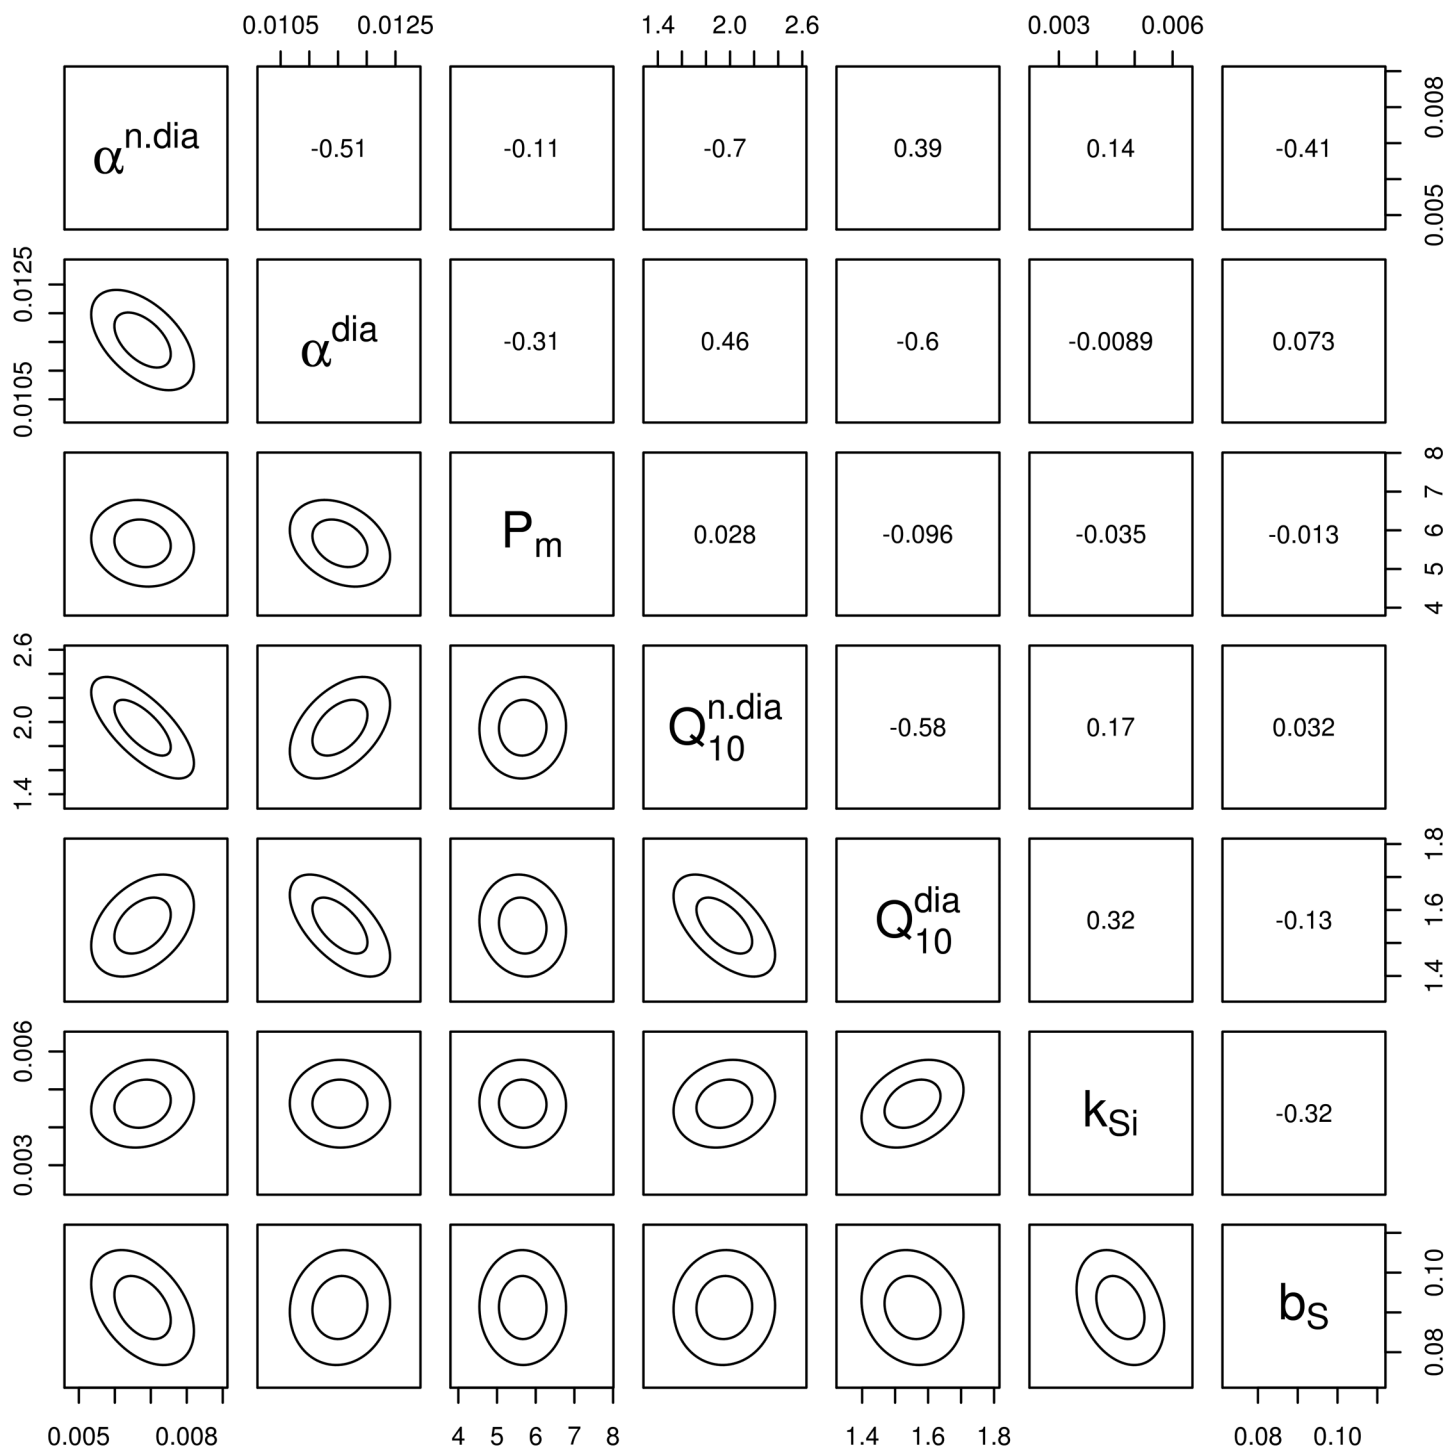 0.0105 0.0125 1.4 2.0 2.6 0.003 0.006
α^n.dia -0.51 -0.11 -0.7 0.39 0.14 -0.41 0.005 0.008
0.0105 0.0125 α^dia -0.31 0.46 -0.6 -0.0089 0.073
P_m 0.028 -0.096 -0.035 -0.013 4 5 6 7 8
1.4 2.0 2.6 Q_10^n.dia -0.58 0.17 0.032
Q_10^dia 0.32 -0.13 1.4 1.6 1.8
0.003 0.006 k_Si -0.32
b_S 0.08 0.10
0.005 0.008 4 5 6 7 8 1.4 1.6 1.8 0.08 0.10